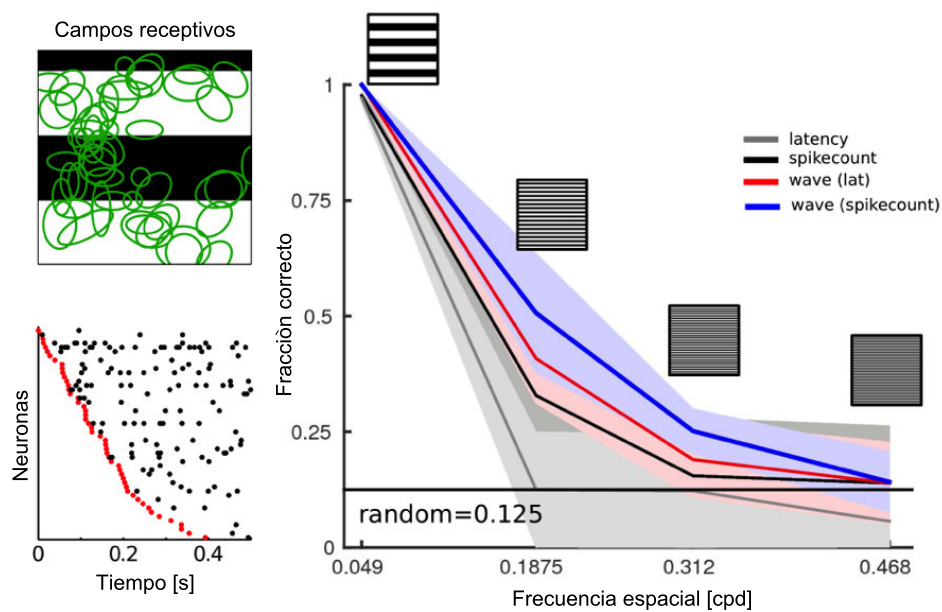 Campos receptivos
Neuronas
0
0.2
0.4
Tiempo [s]
1
0.75
0.5
0.25
0
Fracciòn correcto
latency
spikecount
wave (lat)
wave (spikecount)
random=0.125
0.049
0.1875
0.312
0.468
Frecuencia espacial [cpd]